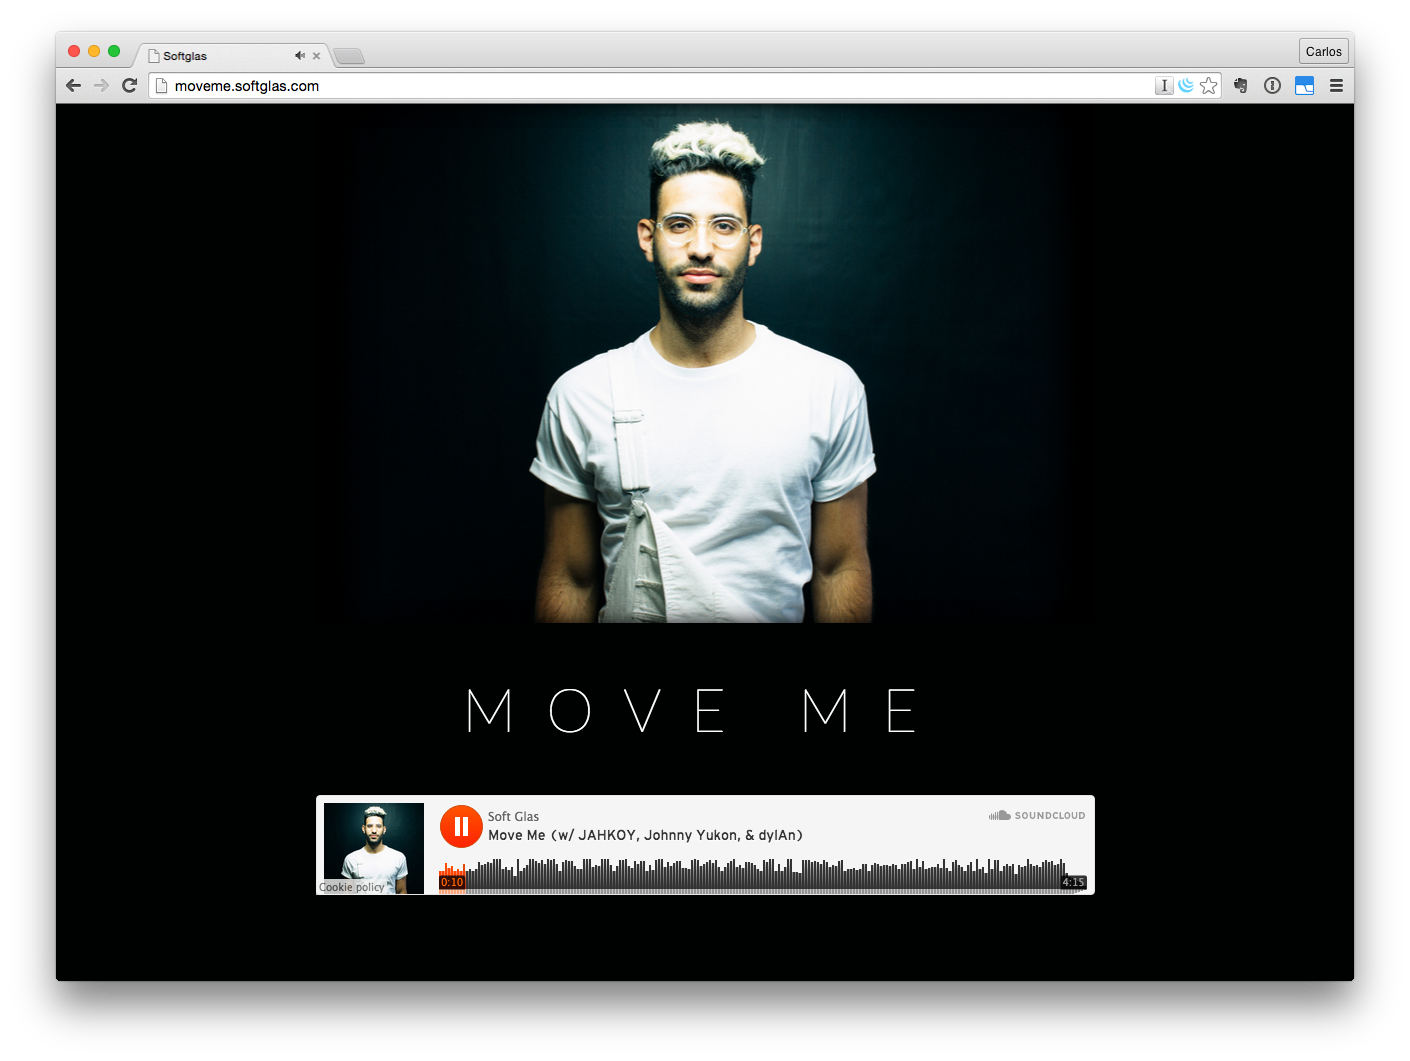 Softglas
Carlos
moveme.softglas.com
MOVE ME
Soft Glas
SOUNDCLOUD
Move Me (w/ JAHKOY, Johnny Yukon, & dylAn)
Cookie policy
0:10
4:15